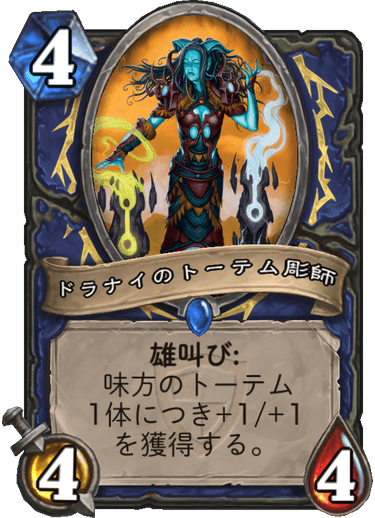 4
ドラナイのトーテム彫師
雄叫び:
味方のトーテム
1体につき+1/+1
を獲得する。
4
4